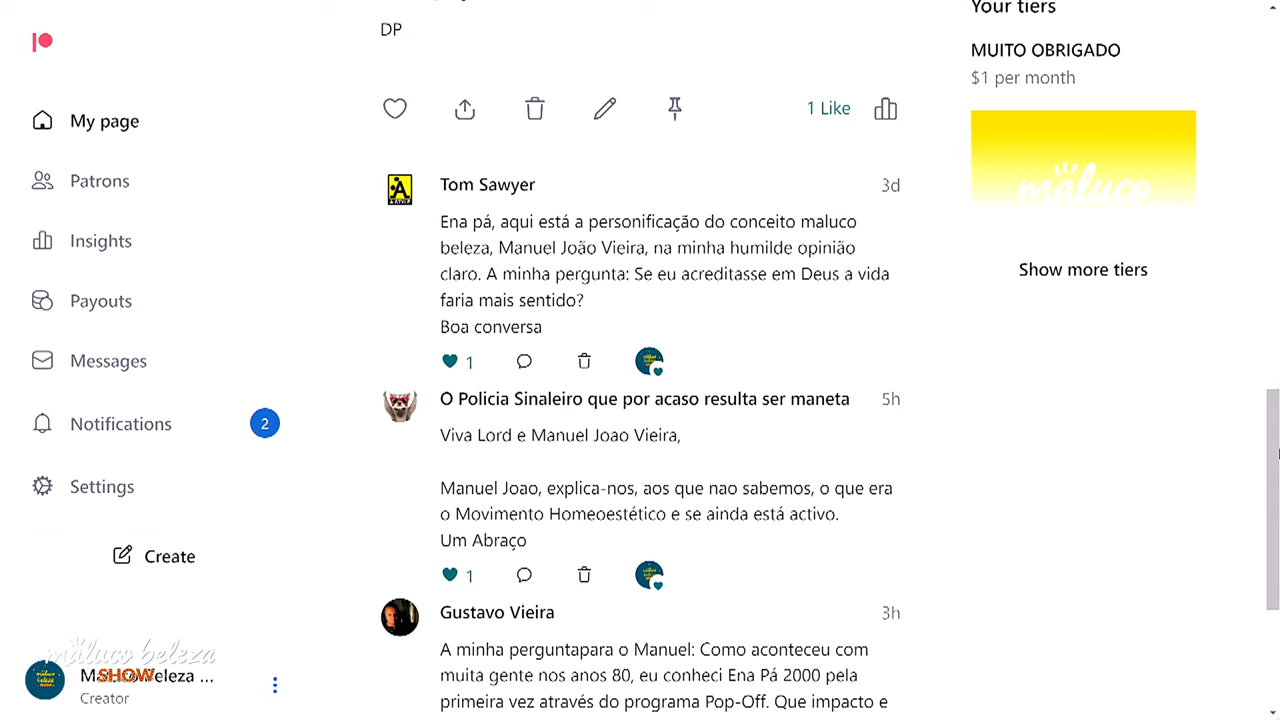 My page
Patrons
Insights
Payouts
Messages
Notifications
2
Settings
Create
maluco beleza
SHOW
Creator
DP
1 Like
Tom Sawyer
3d
Ena pá, aqui está a personificação do conceito maluco
beleza, Manuel João Vieira, na minha humilde opinião
claro. A minha pergunta: Se eu acreditasse em Deus a vida
faria mais sentido?
Boa conversa
1
O Policia Sinaleiro que por acaso resulta ser maneta
5h
Viva Lord e Manuel Joao Vieira,
Manuel Joao, explica-nos, aos que nao sabemos, o que era
o Movimento Homeoestético e se ainda está activo.
Um Abraço
1
Gustavo Vieira
3h
A minha perguntapara o Manuel: Como aconteceu com
muita gente nos anos 80, eu conheci Ena Pá 2000 pela
primeira vez através do programa Pop-Off. Que impacto e
Your tiers
MUITO OBRIGADO
$1 per month
maluco
Show more tiers